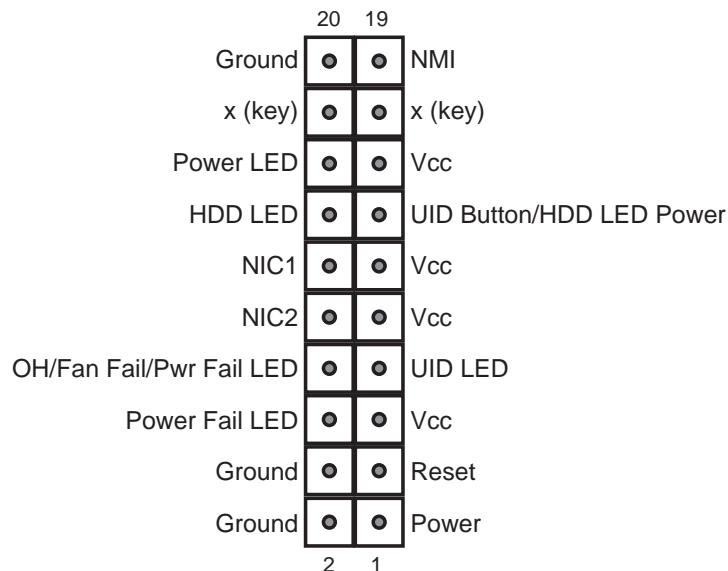 20 19
Ground NMI
x (key) x (key)
Power LED Vcc
HDD LED UID Button/HDD LED Power
NIC1 Vcc
NIC2 Vcc
OH/Fan Fail/Pwr Fail LED UID LED
Power Fail LED Vcc
Ground Reset
Ground Power
2 1